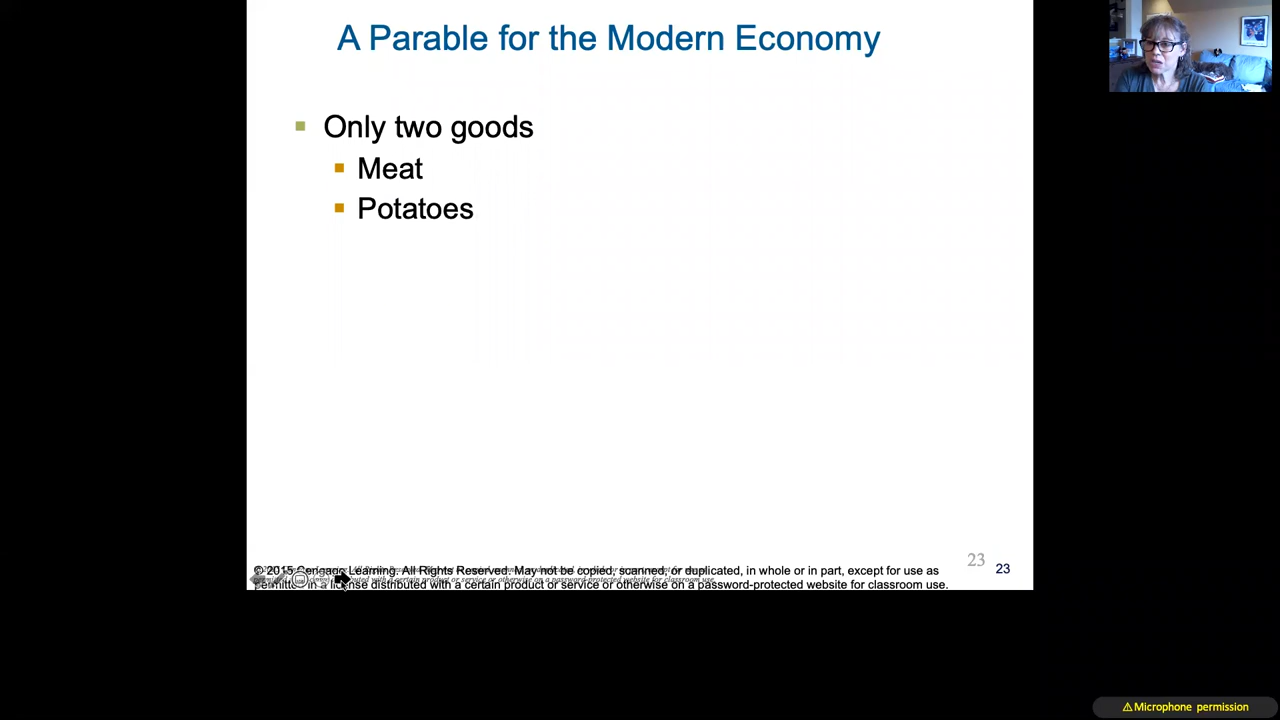 A Parable for the Modern Economy
Only two goods
Meat
Potatoes
23
23
© 2015 Cengage Learning. All Rights Reserved. May not be copied, scanned, or duplicated, in whole or in part, except for use as
in a license distributed with a certain product or service or otherwise on a password-protected website for classroom use.
Microphone permission